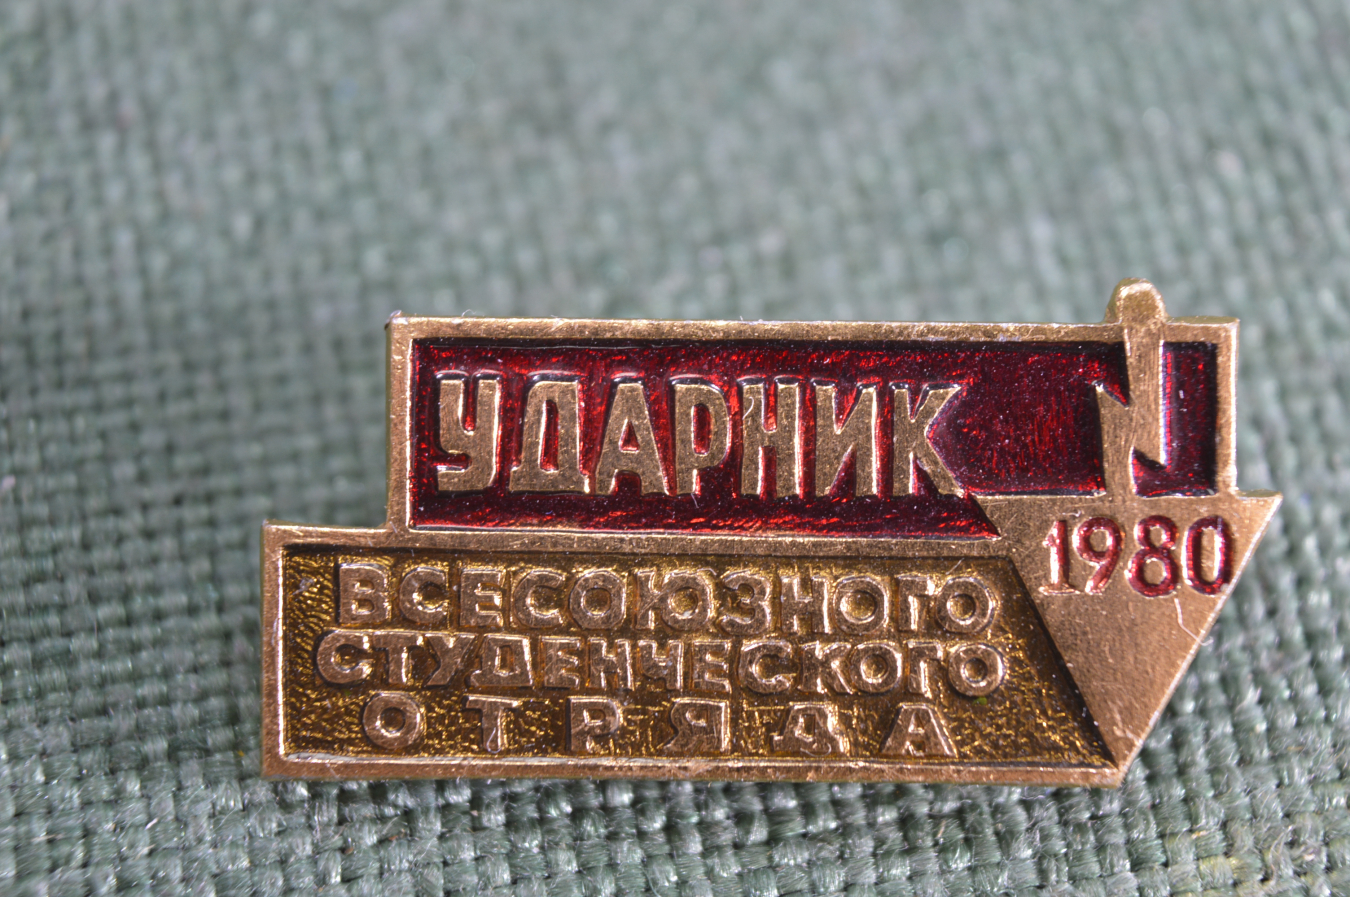 УДАРНИК
1980
ВСЕСОЮЗНОГО
СТУДЕНЧЕСКОГО
ОТРЯДА